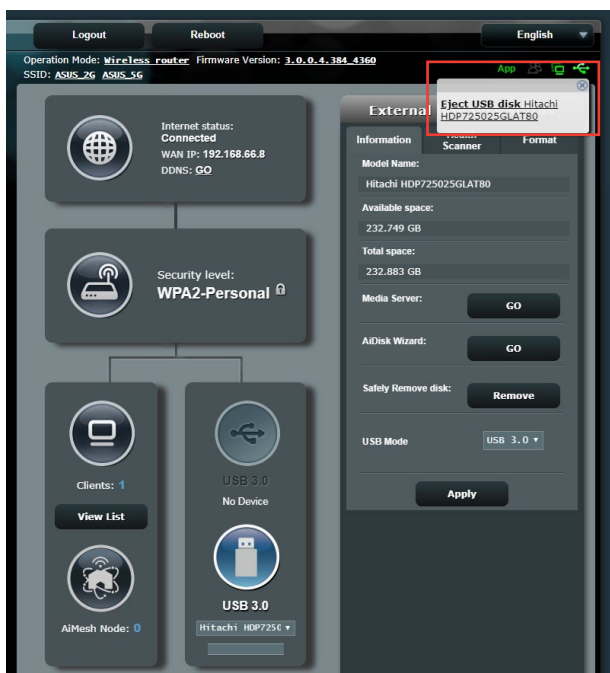 Logout Reboot English
Operation Mode: Wireless router Firmware Version: 3.0.0.4.384_4360
SSID: ASUS_2G ASUS_5G
App
Eject USB disk Hitachi
HDP725025GLAT80
Internet status:
Connected
WAN IP: 192.168.66.8
DDNS: GO
Security level:
WPA2-Personal
Clients: 1
View List
AiMesh Node: 0
USB 3.0
No Device
USB 3.0
Hitachi HDP725
External
Information
Scanner
Format
Model Name:
Hitachi HDP725025GLAT80
Available space:
232.749 GB
Total space:
232.883 GB
Media Server: GO
AiDisk Wizard: GO
Safely Remove disk: Remove
USB Mode USB 3.0
Apply